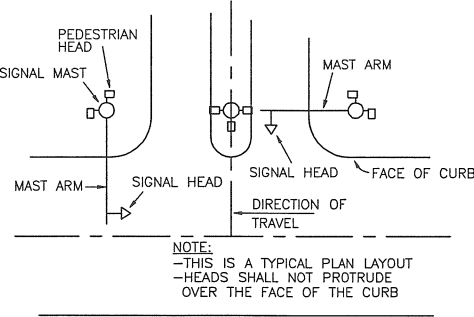 PEDESTRIAN
HEAD
SIGNAL MAST
MAST ARM
SIGNAL HEAD
FACE OF CURB
MAST ARM
SIGNAL HEAD
DIRECTION OF
TRAVEL
NOTE:
-THIS IS A TYPICAL PLAN LAYOUT
-HEADS SHALL NOT PROTRUDE
OVER THE FACE OF THE CURB